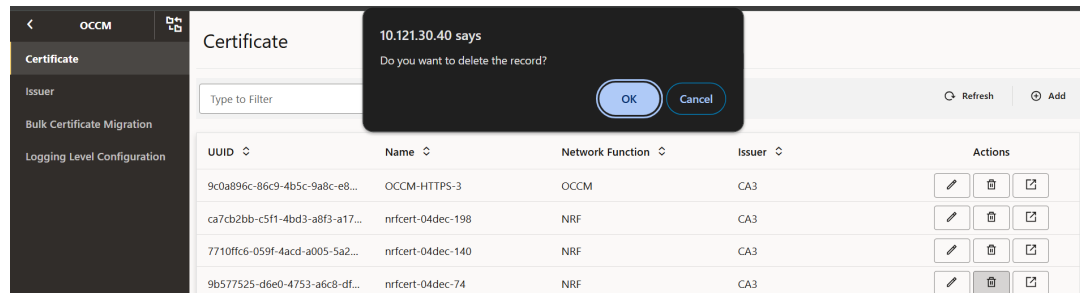 OCCM
Certificate
Issuer
Bulk Certificate Migration
Logging Level Configuration
Certificate
10.121.30.40 says
Do you want to delete the record?
OK Cancel
Type to Filter
Refresh Add
UUID Name Network Function Issuer Actions
9c0a896c-86c9-4b5c-9a8c-e8... OCCM-HTTPS-3 OCCM CA3
ca7cb2bb-c5f1-4bd3-a8f3-a17... nrfcert-04dec-198 NRF CA3
7710ffc6-059f-4acd-a005-5a2... nrfcert-04dec-140 NRF CA3
9b577525-d6e0-4753-a6c8-df... nrfcert-04dec-74 NRF CA3